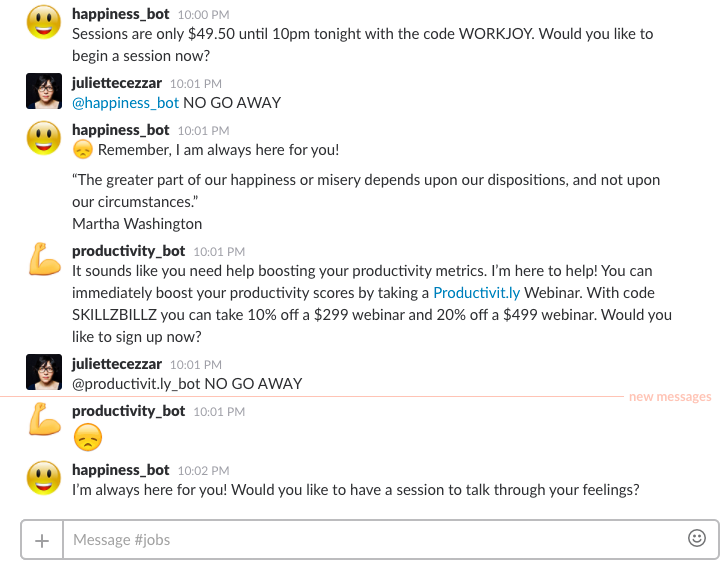 happiness_bot 10:00 PM
Sessions are only $49.50 until 10pm tonight with the code WORKJOY. Would you like to
begin a session now?
juliettecezzar 10:01 PM
@happiness_bot NO GO AWAY
happiness_bot 10:01 PM
Remember, I am always here for you!
“The greater part of our happiness or misery depends upon our dispositions, and not upon
our circumstances.”
Martha Washington
productivity_bot 10:01 PM
It sounds like you need help boosting your productivity metrics. I’m here to help! You can
immediately boost your productivity scores by taking a Productivit.ly Webinar. With code
SKILLZBILLZ you can take 10% off a $299 webinar and 20% off a $499 webinar. Would you
like to sign up now?
juliettecezzar 10:01 PM
@productivit.ly_bot NO GO AWAY
new messages
productivity_bot 10:01 PM
happiness_bot 10:02 PM
I’m always here for you! Would you like to have a session to talk through your feelings?
Message #jobs